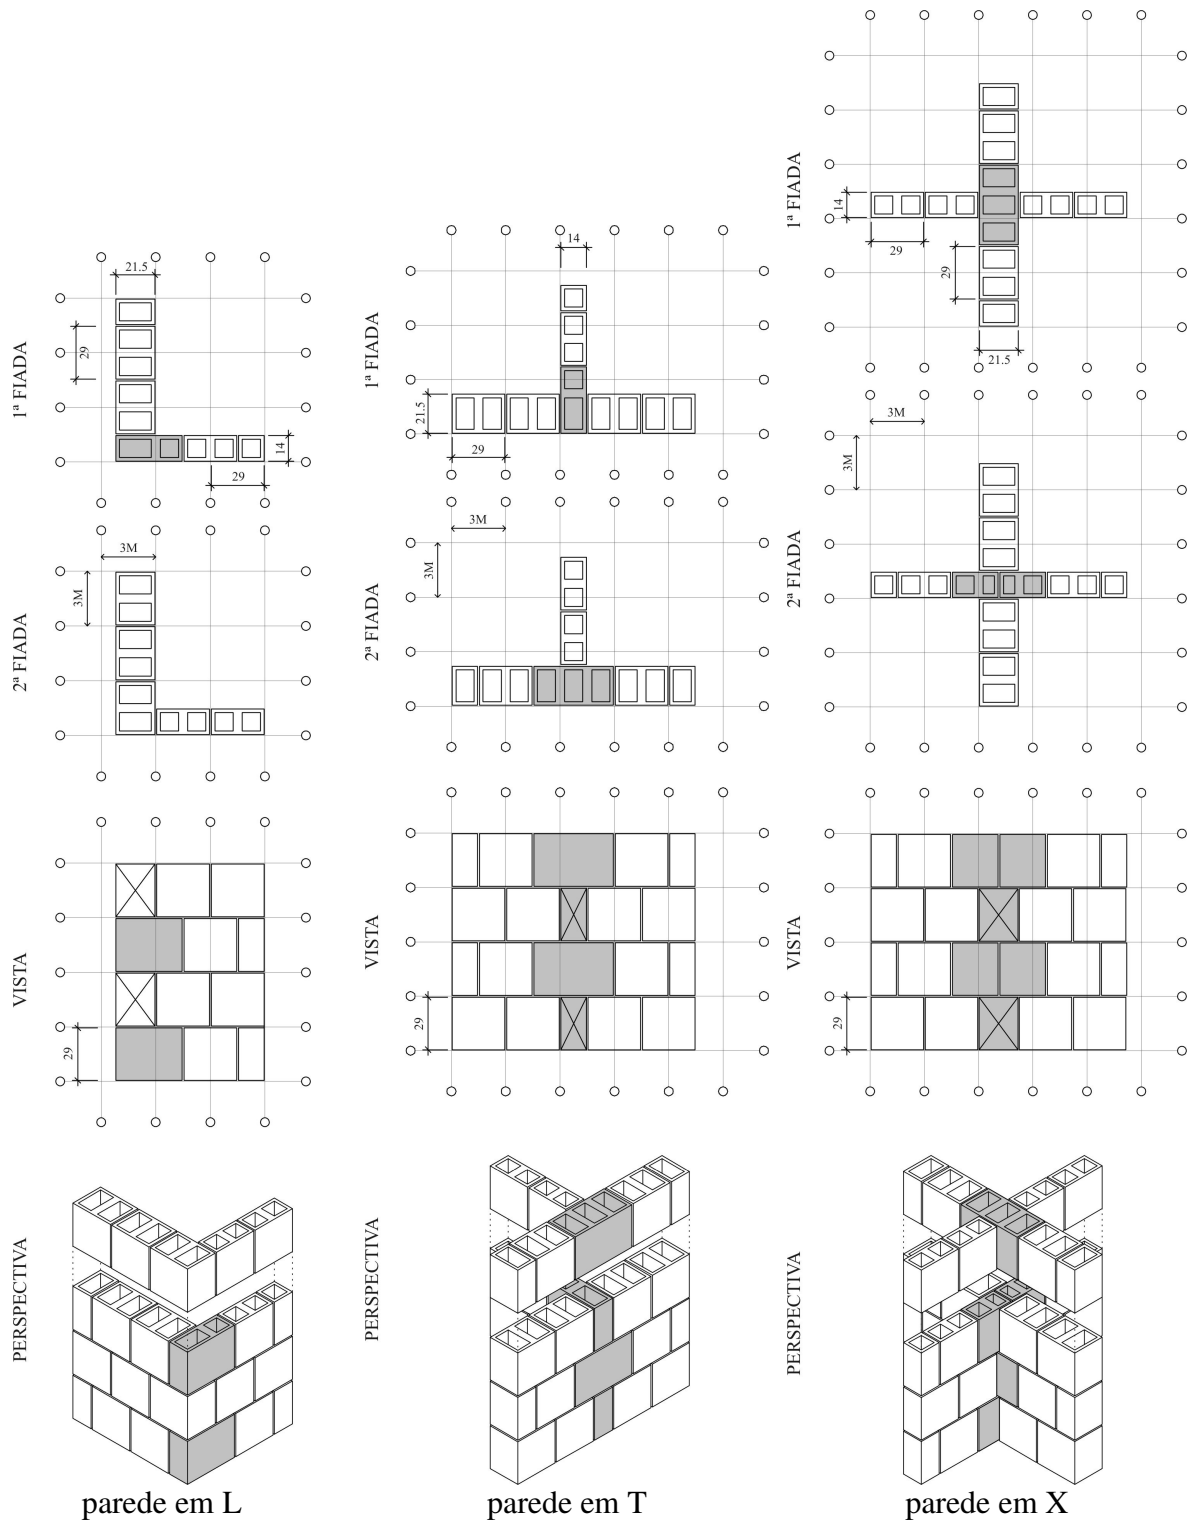 1ª FIADA
21.5
29
14
29
2ª FIADA
3M
3M
VISTA
29
PERSPECTIVA
parede em L
1ª FIADA
14
21.5
29
2ª FIADA
3M
3M
VISTA
29
PERSPECTIVA
parede em T
1ª FIADA
14
29
29
21.5
2ª FIADA
3M
3M
VISTA
29
PERSPECTIVA
parede em X